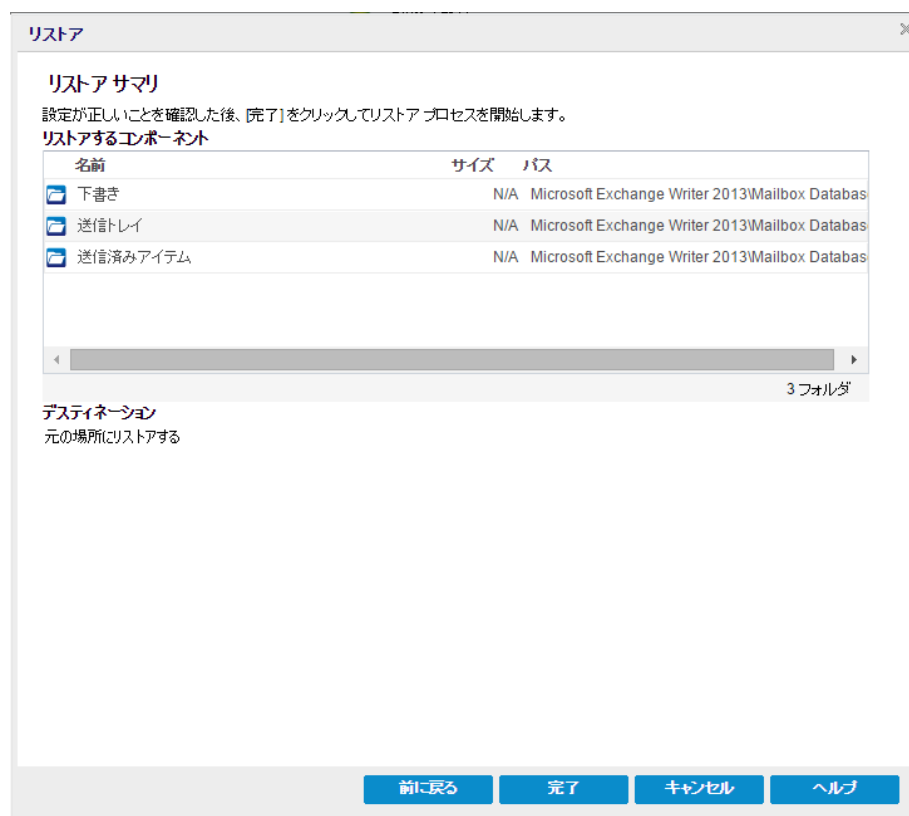 リストア
リストア サマリ
設定が正しいことを確認した後、[完了] をクリックしてリストア プロセスを開始します。
リストアするコンポーネント
名前 サイズ パス
下書き N/A Microsoft Exchange Writer 2013\Mailbox Databas
送信トレイ N/A Microsoft Exchange Writer 2013\Mailbox Databas
送信済みアイテム N/A Microsoft Exchange Writer 2013\Mailbox Databas
3 フォルダ
デスティネーション
元の場所にリストアする
前に戻る 完了 キャンセル ヘルプ